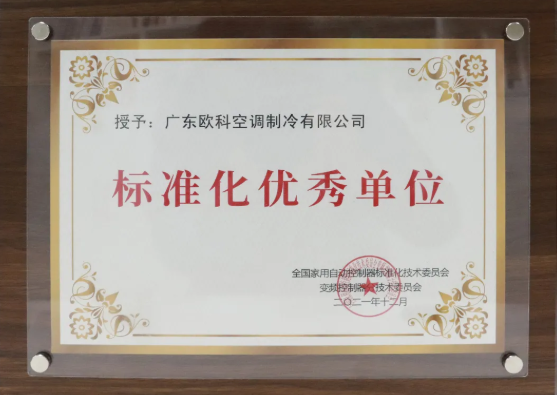 授予：广东欧科空调制冷有限公司
标准化优秀单位
全国家用自动控制器标准化技术委员会
变频控制器分技术委员会
二〇二一年十二月